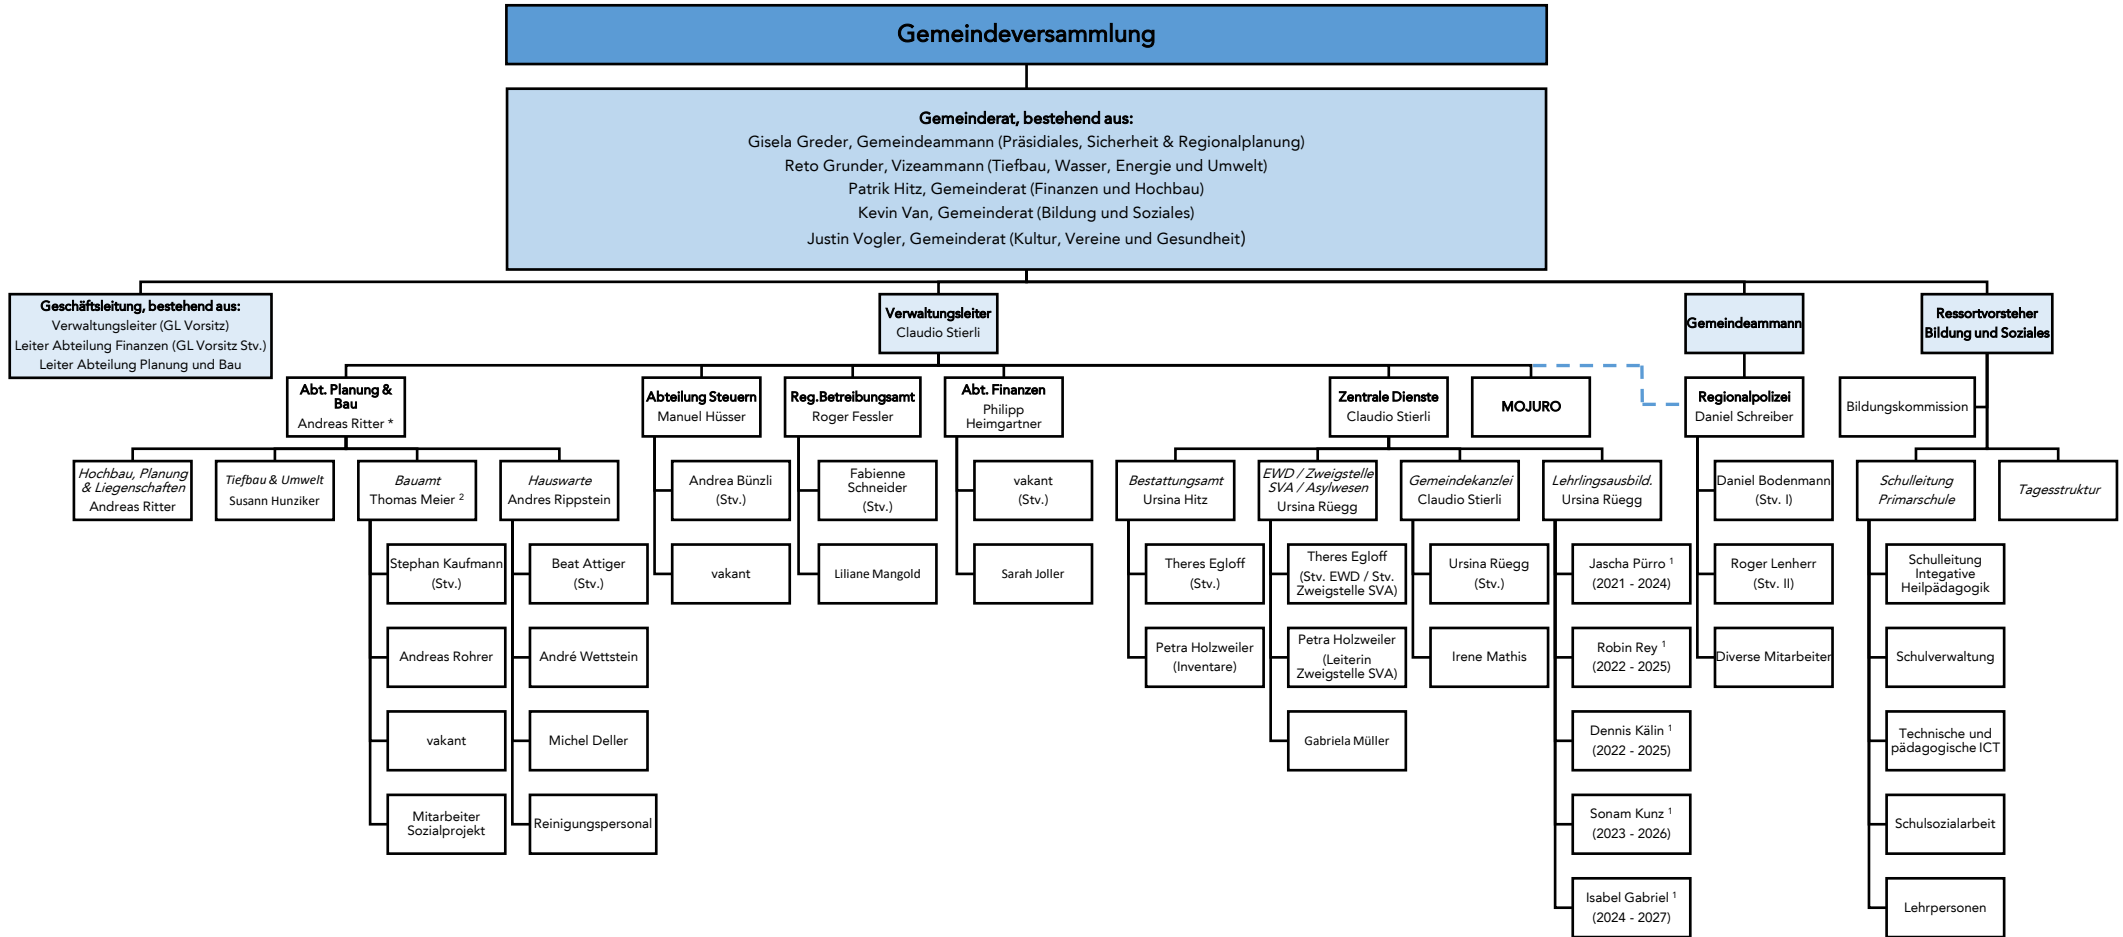 Gemeindeversammlung
Gemeinderat, bestehend aus:
Gisela Greder, Gemeindeammann (Präsidiales, Sicherheit & Regionalplanung)
Reto Grunder, Vizeammann (Tiefbau, Wasser, Energie und Umwelt)
Patrik Hitz, Gemeinderat (Finanzen und Hochbau)
Kevin Van, Gemeinderat (Bildung und Soziales)
Justin Vogler, Gemeinderat (Kultur, Vereine und Gesundheit)
Geschäftsleitung, bestehend aus:
Verwaltungsleiter (GL Vorsitz)
Leiter Abteilung Finanzen (GL Vorsitz Stv.)
Leiter Abteilung Planung und Bau
Verwaltungsleiter
Claudio Stierli
Gemeindeammann
Ressortvorsteher
Bildung und Soziales
Abt. Planung &
Bau
Andreas Ritter *
Abteilung Steuern
Manuel Hüsser
Reg.Betreibungsamt
Roger Fessler
Abt. Finanzen
Philipp
Heimgartner
Zentrale Dienste
Claudio Stierli
MOJURO
Regionalpolizei
Daniel Schreiber
Bildungskommission
Hochbau, Planung
& Liegenschaften
Andreas Ritter
Tiefbau & Umwelt
Susann Hunziker
Bauamt
Thomas Meier ²
Hauswarte
Andres Rippstein
Andrea Bünzli
(Stv.)
Fabienne
Schneider
(Stv.)
vakant
(Stv.)
Bestattungsamt
Ursina Hitz
EWD / Zweigstelle
SVA / Asylwesen
Ursina Rüegg
Gemeindekanzlei
Claudio Stierli
Lehrlingsausbild.
Ursina Rüegg
Daniel Bodenmann
(Stv. I)
Schulleitung
Primarschule
Tagesstruktur
Stephan Kaufmann
(Stv.)
Beat Attiger
(Stv.)
vakant
Liliane Mangold
Sarah Joller
Theres Egloff
(Stv.)
Theres Egloff
(Stv. EWD / Stv.
Zweigstelle SVA)
Ursina Rüegg
(Stv.)
Jascha Pürro ¹
(2021 - 2024)
Roger Lenherr
(Stv. II)
Schulleitung
Integative
Heilpädagogik
Andreas Rohrer
André Wettstein
Petra Holzweiler
(Inventare)
Petra Holzweiler
(Leiterin
Zweigstelle SVA)
Irene Mathis
Robin Rey ¹
(2022 - 2025)
Diverse Mitarbeiter
Schulverwaltung
vakant
Michel Deller
Gabriela Müller
Dennis Kälin ¹
(2022 - 2025)
Technische und
pädagogische ICT
Mitarbeiter
Sozialprojekt
Reinigungspersonal
Sonam Kunz ¹
(2023 - 2026)
Schulsozialarbeit
Isabel Gabriel ¹
(2024 - 2027)
Lehrpersonen